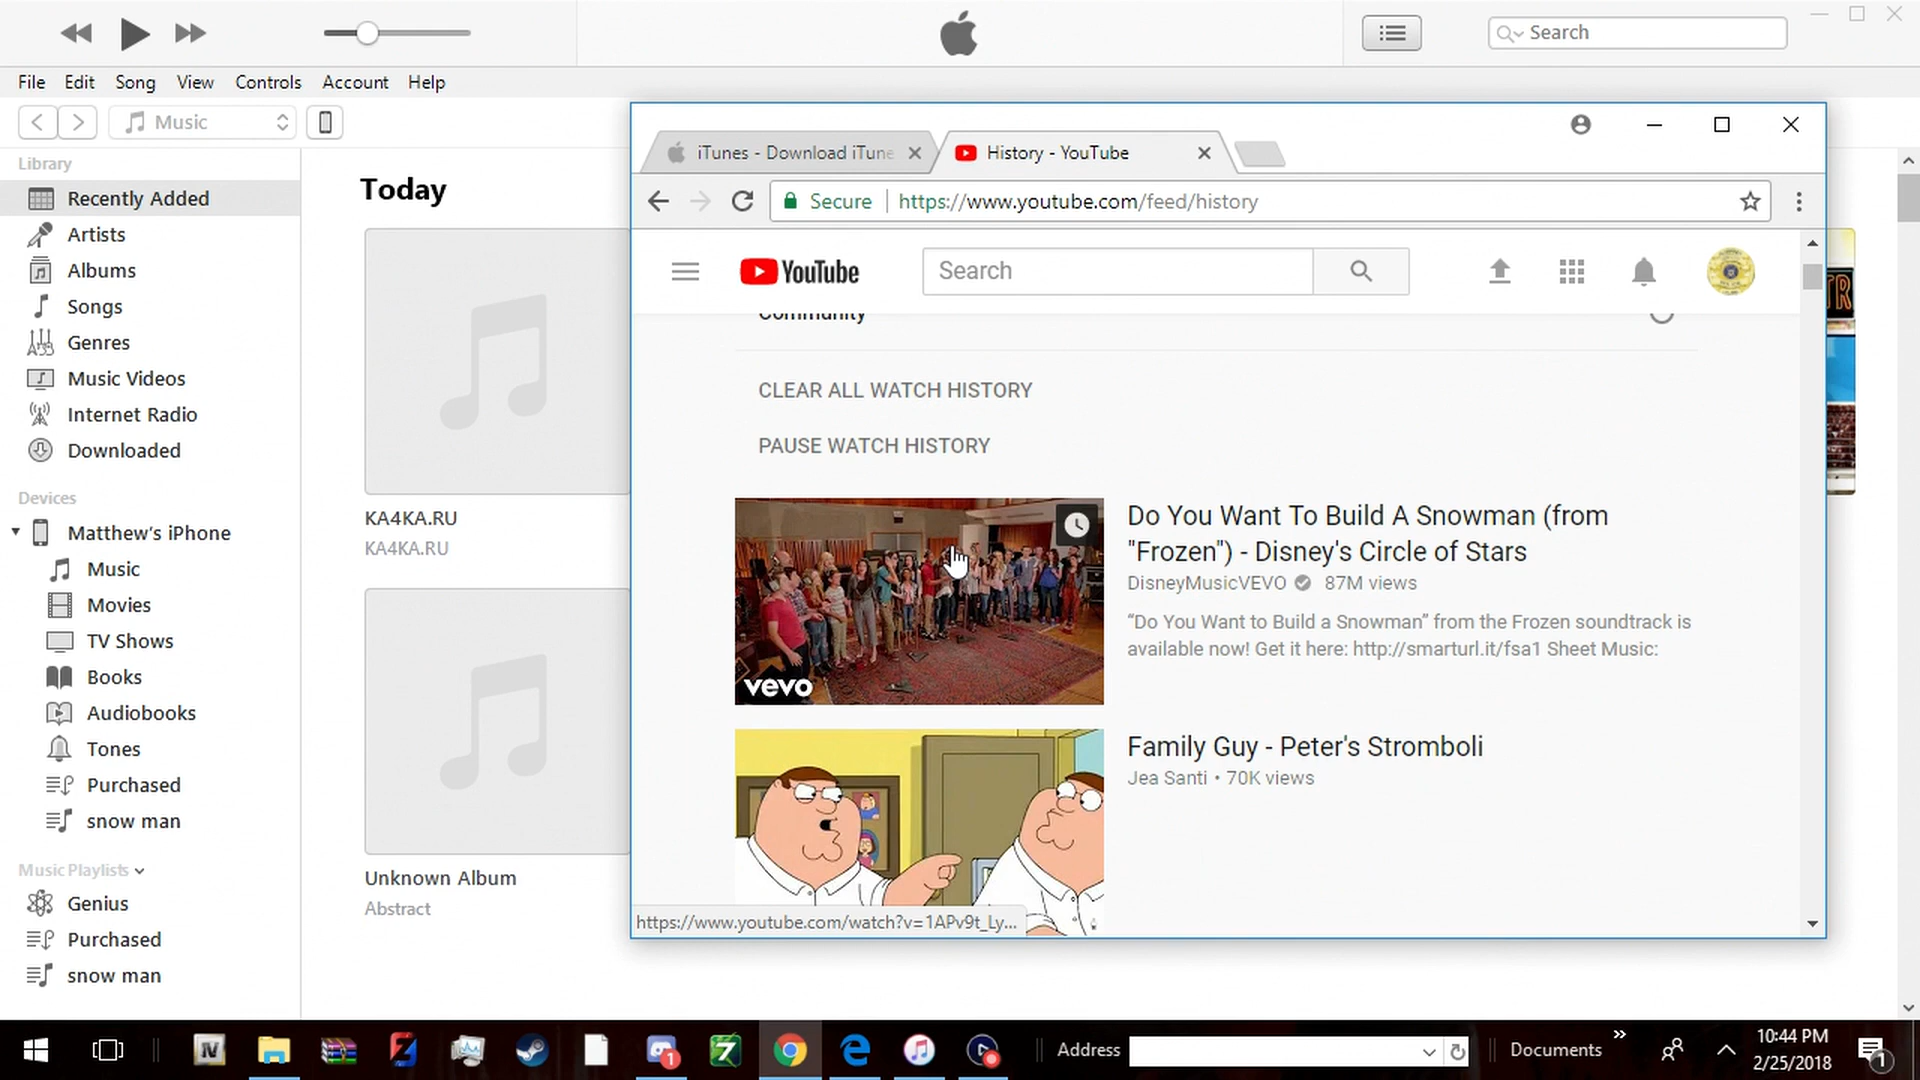 Search
File Edit Song View Controls Account Help
Music
Library
Recently Added
Artists
Albums
Songs
Genres
Music Videos
Internet Radio
Downloaded
Devices
Matthew's iPhone
Music
Movies
TV Shows
Books
Audiobooks
Tones
Purchased
snow man
Music Playlists
Genius
Purchased
snow man
Today
KA4KA.RU
KA4KA.RU
Unknown Album
Abstract
iTunes - Download iTune
History - YouTube
Secure https://www.youtube.com/feed/history
YouTube
Search
Community
CLEAR ALL WATCH HISTORY
PAUSE WATCH HISTORY
vevo
Do You Want To Build A Snowman (from
"Frozen") - Disney's Circle of Stars
DisneyMusicVEVO 87M views
“Do You Want to Build a Snowman” from the Frozen soundtrack is
available now! Get it here: http://smarturl.it/fsa1 Sheet Music:
Family Guy - Peter's Stromboli
Jea Santi • 70K views
https://www.youtube.com/watch?v=1APv9t_Ly...
TR
Address
Documents
10:44 PM
2/25/2018
1
1